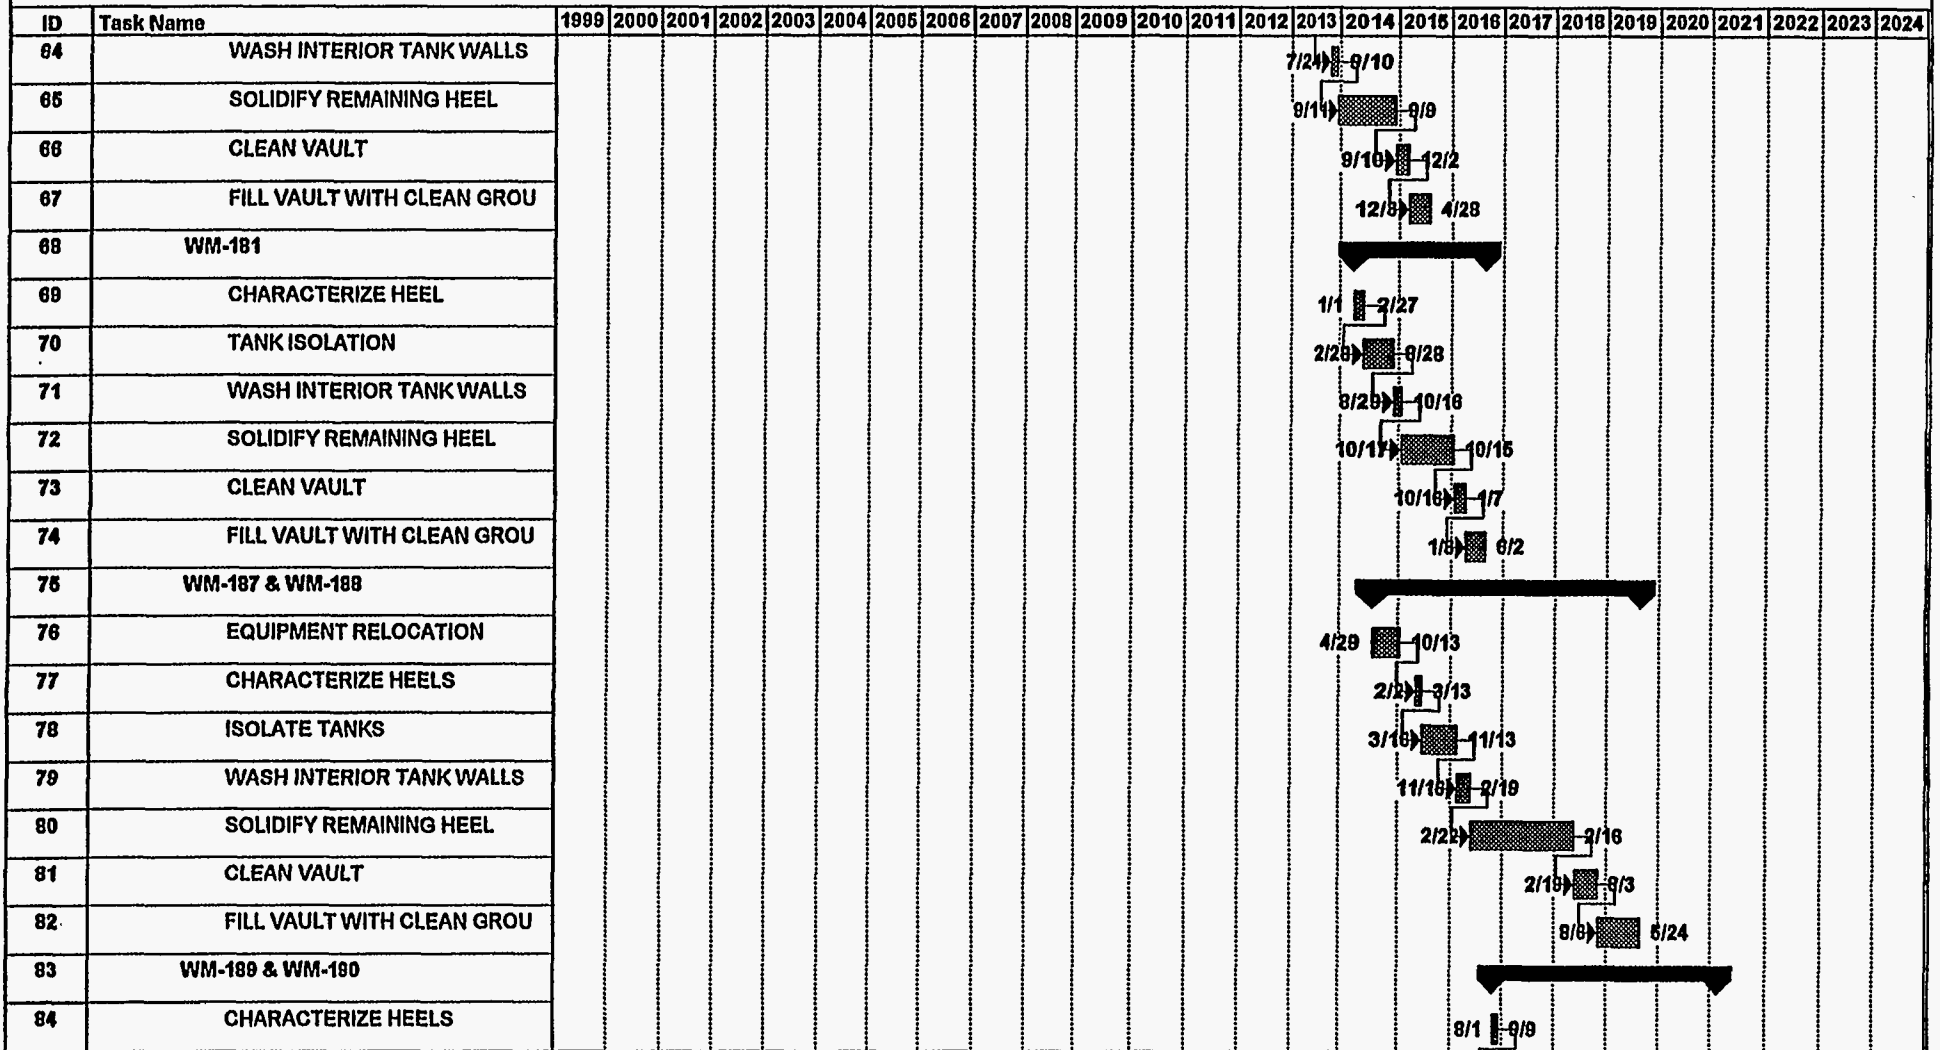 ID Task Name 1999 2000 2001 2002 2003 2004 2005 2006 2007 2008 2009 2010 2011 2012 2013 2014 2015 2016 2017 2018 2019 2020 2021 2022 2023 2024
64 WASH INTERIOR TANK WALLS 7/24 9/10
65 SOLIDIFY REMAINING HEEL 9/11 9/9
66 CLEAN VAULT 9/10 12/2
67 FILL VAULT WITH CLEAN GROU 12/3 4/28
68 WM-181
69 CHARACTERIZE HEEL 1/1 2/27
70 TANK ISOLATION 2/28 8/28
71 WASH INTERIOR TANK WALLS 8/29 10/16
72 SOLIDIFY REMAINING HEEL 10/17 10/15
73 CLEAN VAULT 10/16 1/7
74 FILL VAULT WITH CLEAN GROU 1/8 6/2
75 WM-187 & WM-188
76 EQUIPMENT RELOCATION 4/29 10/13
77 CHARACTERIZE HEELS 2/2 3/13
78 ISOLATE TANKS 3/16 11/13
79 WASH INTERIOR TANK WALLS 11/16 2/19
80 SOLIDIFY REMAINING HEEL 2/22 2/16
81 CLEAN VAULT 2/19 8/3
82 FILL VAULT WITH CLEAN GROU 8/6 5/24
83 WM-189 & WM-190
84 CHARACTERIZE HEELS 8/1 9/9